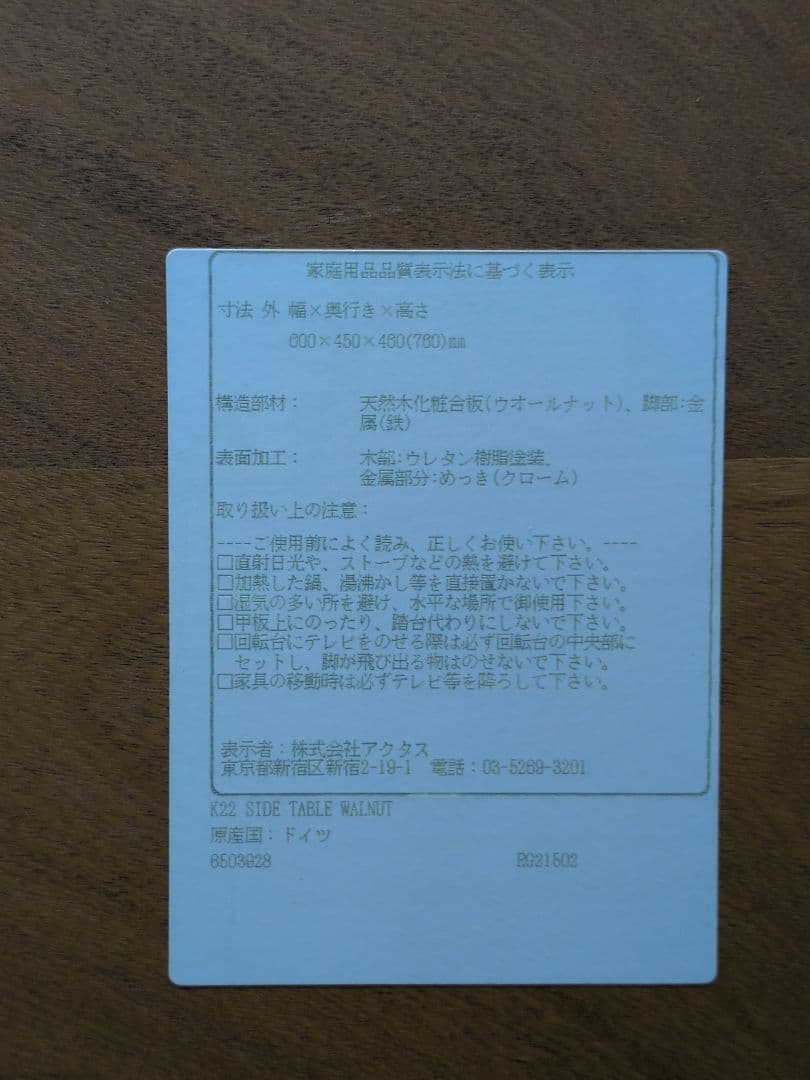 家庭用品品質表示法に基づく表示
寸法 外 幅×奥行き×高さ
600×450×460(760)mm
構造部材： 天然木化粧合板(ウオールナット)、脚部:金
属(鉄)
表面加工： 木部:ウレタン樹脂塗装、
金属部分:めっき(クローム)
取り扱い上の注意：
----ご使用前によく読み、正しくお使い下さい。----
□直射日光や、ストーブなどの熱を避けて下さい。
□加熱した鍋、湯沸かし等を直接置かないで下さい。
□湿気の多い所を避け、水平な場所で御使用下さい。
□甲板上にのったり、踏台代わりにしないで下さい。
□回転台にテレビをのせる際は必ず回転台の中央部に
セットし、脚が飛び出る物はのせないで下さい。
□家具の移動時は必ずテレビ等を降ろして下さい。
表示者：株式会社アクタス
東京都新宿区新宿2-19-1 電話：03-5269-3201
K22 SIDE TABLE WALNUT
原産国：ドイツ
6503928 RG21502